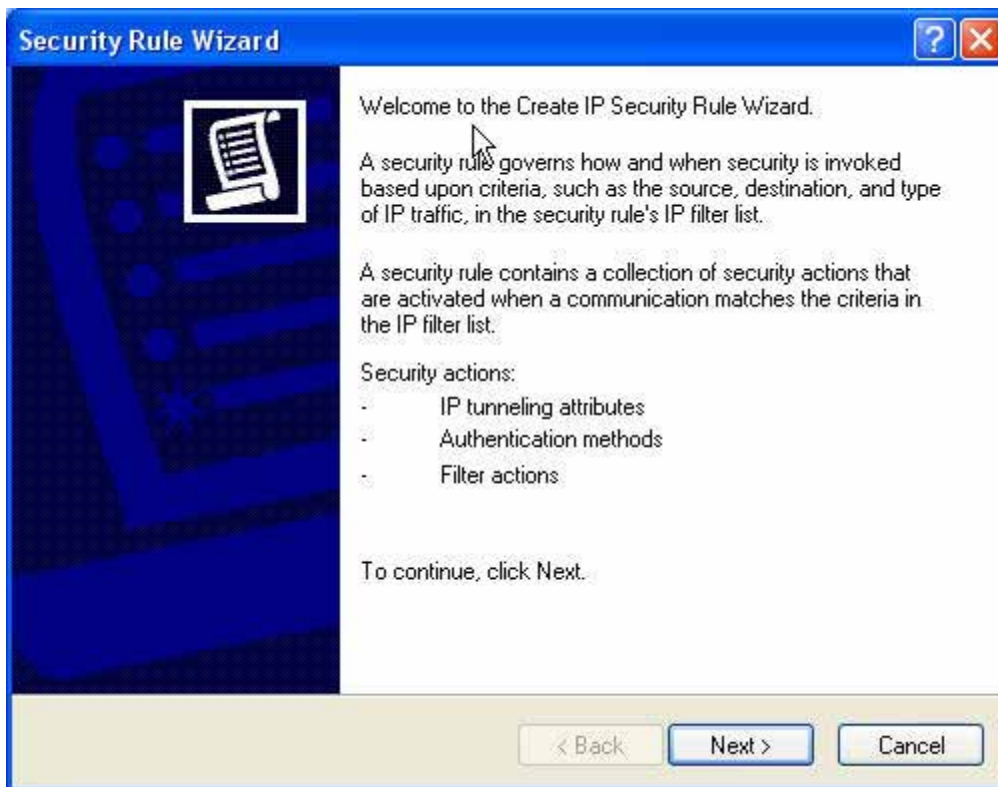 Security Rule Wizard
Welcome to the Create IP Security Rule Wizard.
A security rule governs how and when security is invoked
based upon criteria, such as the source, destination, and type
of IP traffic, in the security rule's IP filter list.
A security rule contains a collection of security actions that
are activated when a communication matches the criteria in
the IP filter list.
Security actions:
- IP tunneling attributes
- Authentication methods
- Filter actions
To continue, click Next.
< Back Next > Cancel